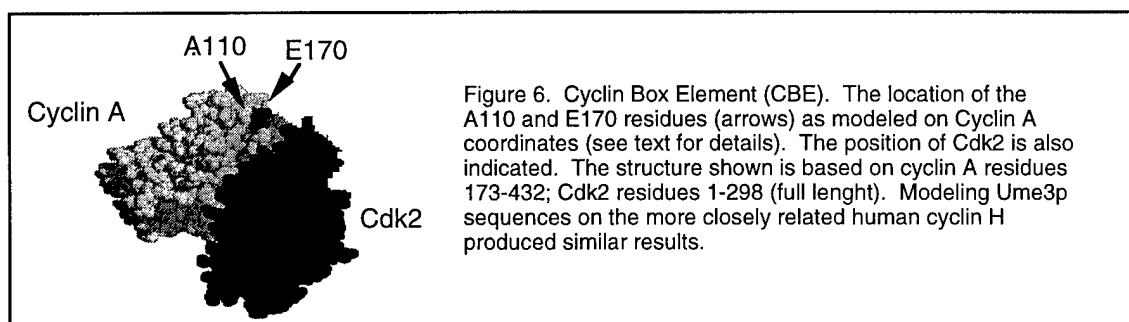 A110 E170
Cyclin A
Cdk2
Figure 6. Cyclin Box Element (CBE). The location of the
A110 and E170 residues (arrows) as modeled on Cyclin A
coordinates (see text for details). The position of Cdk2 is also
indicated. The structure shown is based on cyclin A residues
173-432; Cdk2 residues 1-298 (full lenght). Modeling Ume3p
sequences on the more closely related human cyclin H
produced similar results.